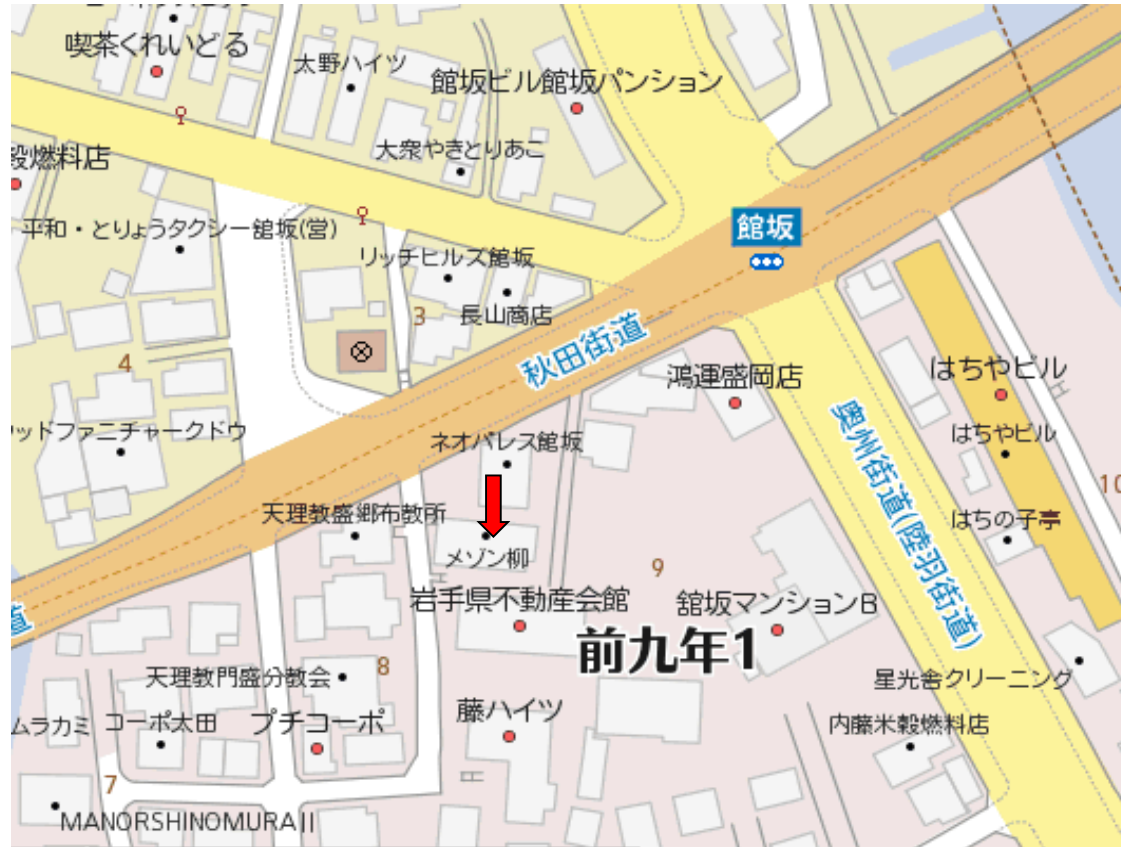 喫茶くれいどる
太野ハイツ
館坂ビル館坂パンション
大衆やきとりあこ
穀燃料店
平和・とりょうタクシー舘坂(営)
館坂
リッチヒルズ館坂
3
長山商店
4
秋田街道
鴻運盛岡店
はちやビル
ッドファニチャークドウ
ネオパレス館坂
奥州街道(陸羽街道)
はちやビル
10
天理教盛郷布教所
はちの子亭
メゾン柳
9
岩手県不動産会館
舘坂マンションB
道
前九年1
8
天理教門盛分教会
星光舎クリーニング
ムラカミ
コーポ太田
プチコーポ
藤ハイツ
内藤米穀燃料店
7
MANORSHINOMURAII